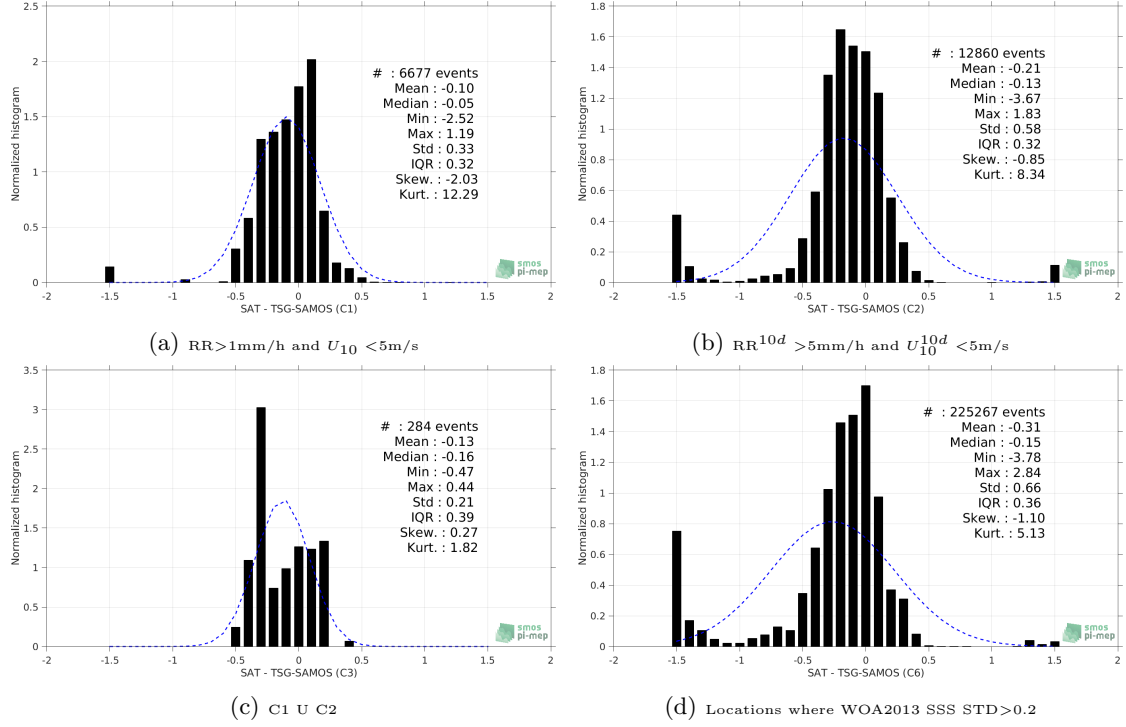 2.5
2
1.5
1
0.5
0
Normalized histogram
# : 6677 events
Mean : -0.10
Median : -0.05
Min : -2.52
Max : 1.19
Std : 0.33
IQR : 0.32
Skew. : -2.03
Kurt. : 12.29
smos
pi-mep
-2 -1.5 -1 -0.5 0 0.5 1 1.5 2
SAT - TSG-SAMOS (C1)
(a) RR>1mm/h and U10 <5m/s
1.8
1.6
1.4
1.2
1
0.8
0.6
0.4
0.2
0
Normalized histogram
# : 12860 events
Mean : -0.21
Median : -0.13
Min : -3.67
Max : 1.83
Std : 0.58
IQR : 0.32
Skew. : -0.85
Kurt. : 8.34
smos
pi-mep
-2 -1.5 -1 -0.5 0 0.5 1 1.5 2
SAT - TSG-SAMOS (C2)
(b) RR^10d >5mm/h and U10^10d <5m/s
3.5
3
2.5
2
1.5
1
0.5
0
Normalized histogram
# : 284 events
Mean : -0.13
Median : -0.16
Min : -0.47
Max : 0.44
Std : 0.21
IQR : 0.39
Skew. : 0.27
Kurt. : 1.82
smos
pi-mep
-2 -1.5 -1 -0.5 0 0.5 1 1.5 2
SAT - TSG-SAMOS (C3)
(c) C1 U C2
1.8
1.6
1.4
1.2
1
0.8
0.6
0.4
0.2
0
Normalized histogram
# : 225267 events
Mean : -0.31
Median : -0.15
Min : -3.78
Max : 2.84
Std : 0.66
IQR : 0.36
Skew. : -1.10
Kurt. : 5.13
smos
pi-mep
-2 -1.5 -1 -0.5 0 0.5 1 1.5 2
SAT - TSG-SAMOS (C6)
(d) Locations where WOA2013 SSS STD>0.2